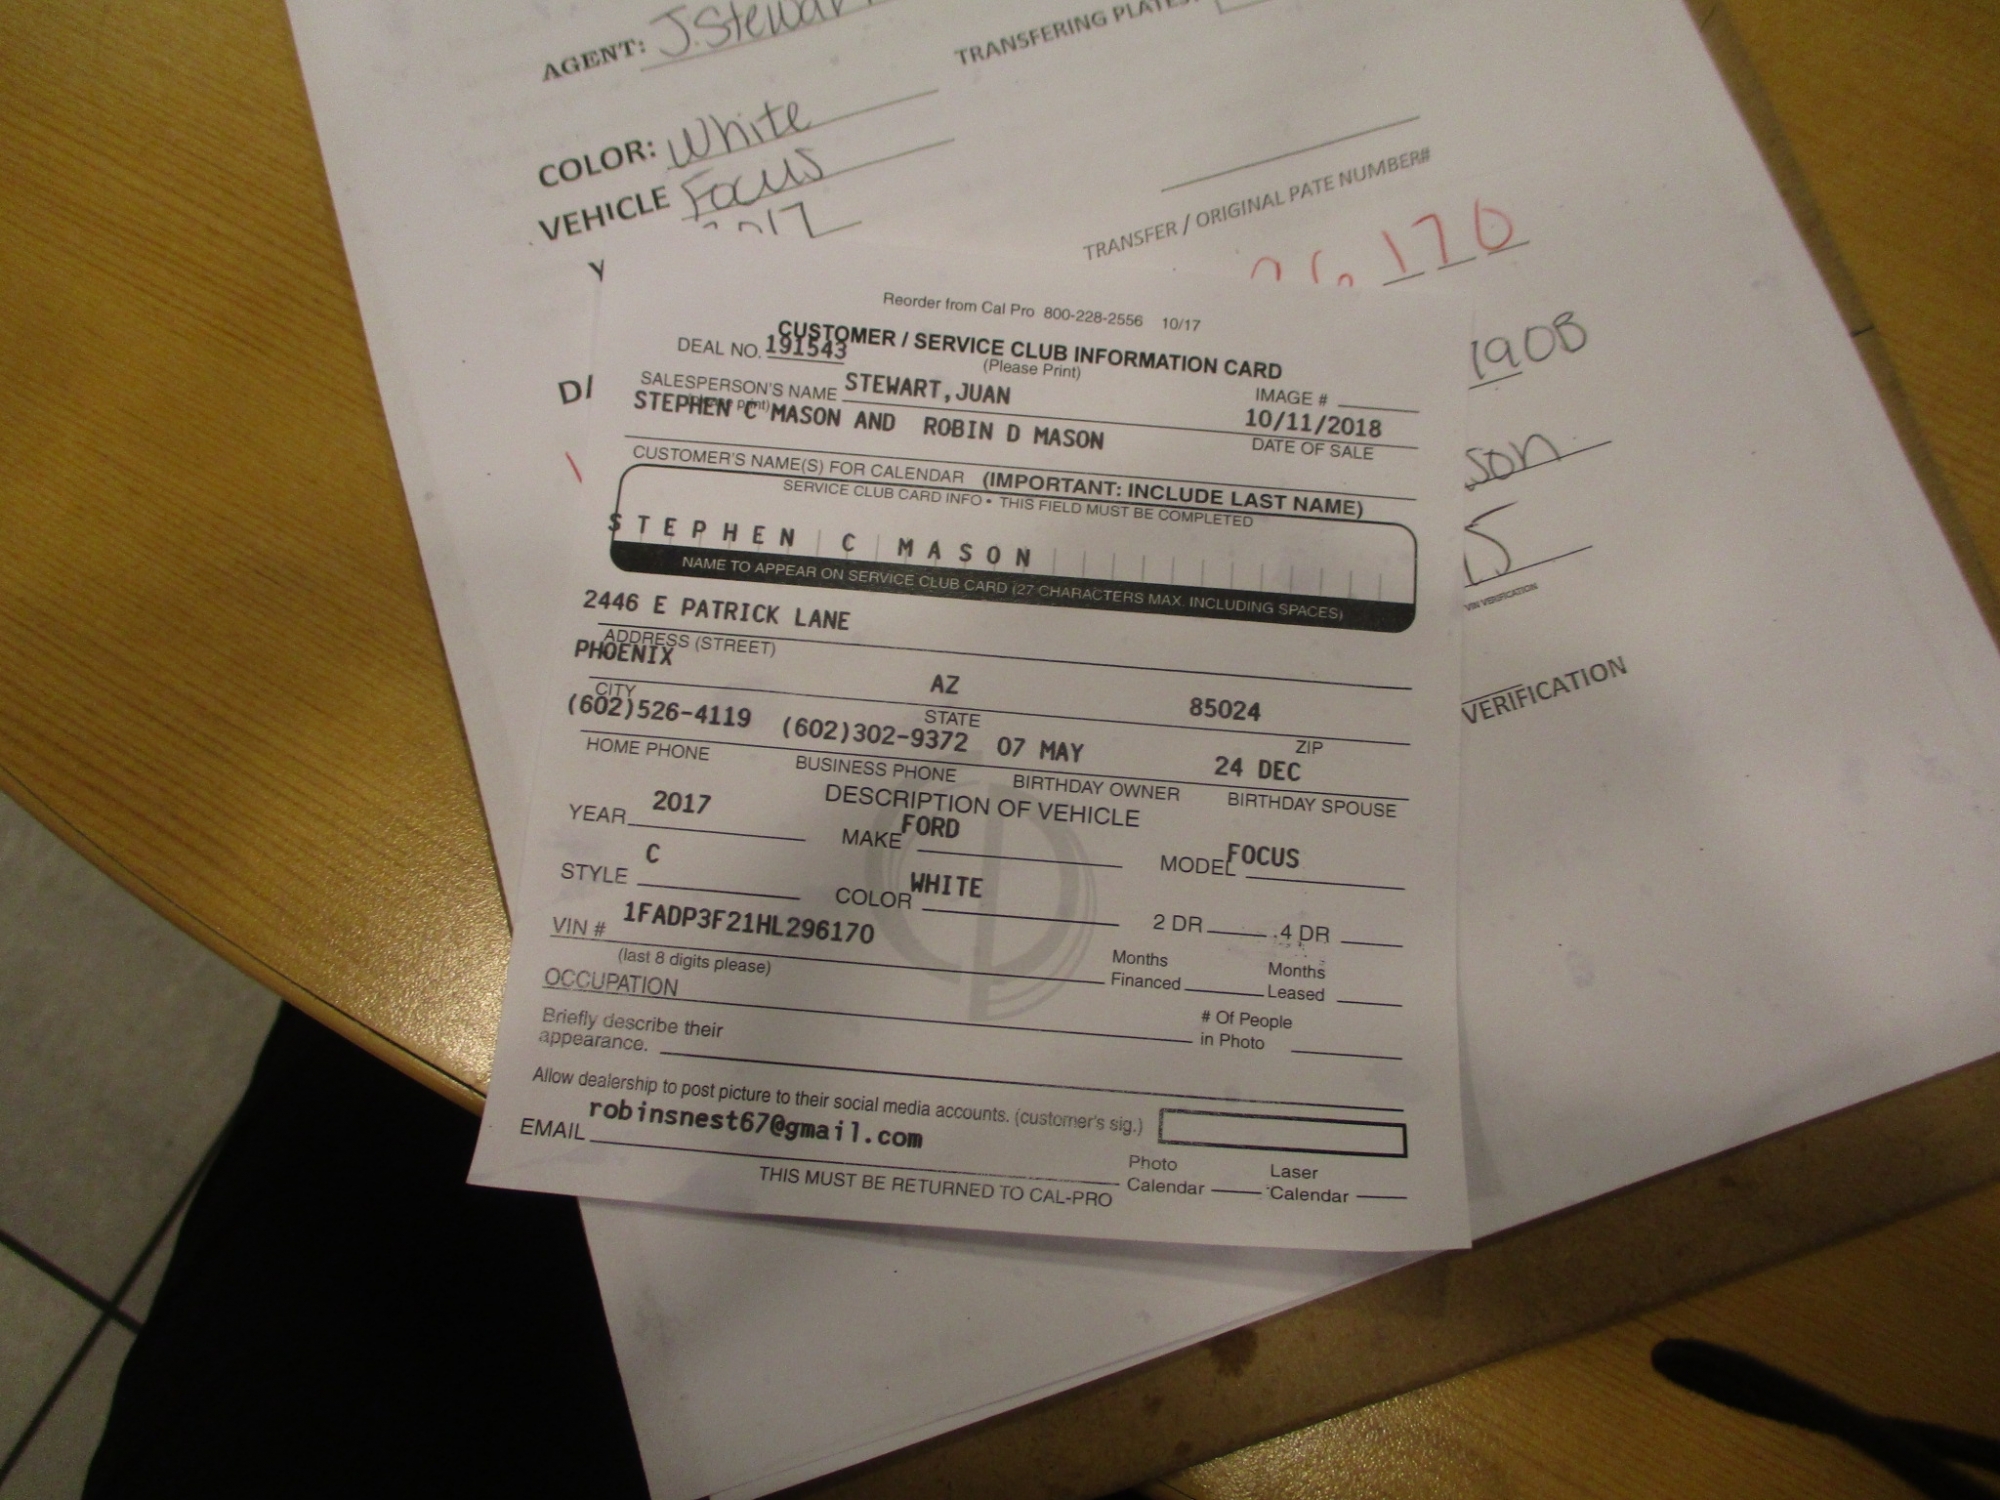 AGENT: J.Stewar
TRANSFERING PLATES
COLOR: White
VEHICLE Focus
2017
TRANSFER / ORIGINAL PATE NUMBER#
170
Y
190B
D/
son
VIN VERIFICATION
VERIFICATION
Reorder from Cal Pro 800-228-2556 10/17
CUSTOMER / SERVICE CLUB INFORMATION CARD
DEAL NO. 191543
(Please Print)
SALESPERSON'S NAME STEWART,JUAN
IMAGE #
(please print)
STEPHEN C MASON AND ROBIN D MASON 10/11/2018
DATE OF SALE
CUSTOMER'S NAME(S) FOR CALENDAR (IMPORTANT: INCLUDE LAST NAME)
SERVICE CLUB CARD INFO • THIS FIELD MUST BE COMPLETED
STEPHEN C MASON
NAME TO APPEAR ON SERVICE CLUB CARD (27 CHARACTERS MAX. INCLUDING SPACES)
2446 E PATRICK LANE
ADDRESS (STREET)
PHOENIX AZ 85024
CITY STATE ZIP
(602)526-4119 (602)302-9372 07 MAY 24 DEC
HOME PHONE BUSINESS PHONE BIRTHDAY OWNER BIRTHDAY SPOUSE
DESCRIPTION OF VEHICLE
YEAR 2017 MAKE FORD MODEL FOCUS
STYLE C COLOR WHITE 2 DR 4 DR
VIN # 1FADP3F21HL296170
(last 8 digits please)
Months Financed Months Leased
OCCUPATION
# Of People in Photo
Briefly describe their
appearance.
Allow dealership to post picture to their social media accounts. (customer's sig.)
EMAIL robinsnest67@gmail.com
Photo Calendar Laser Calendar
THIS MUST BE RETURNED TO CAL-PRO